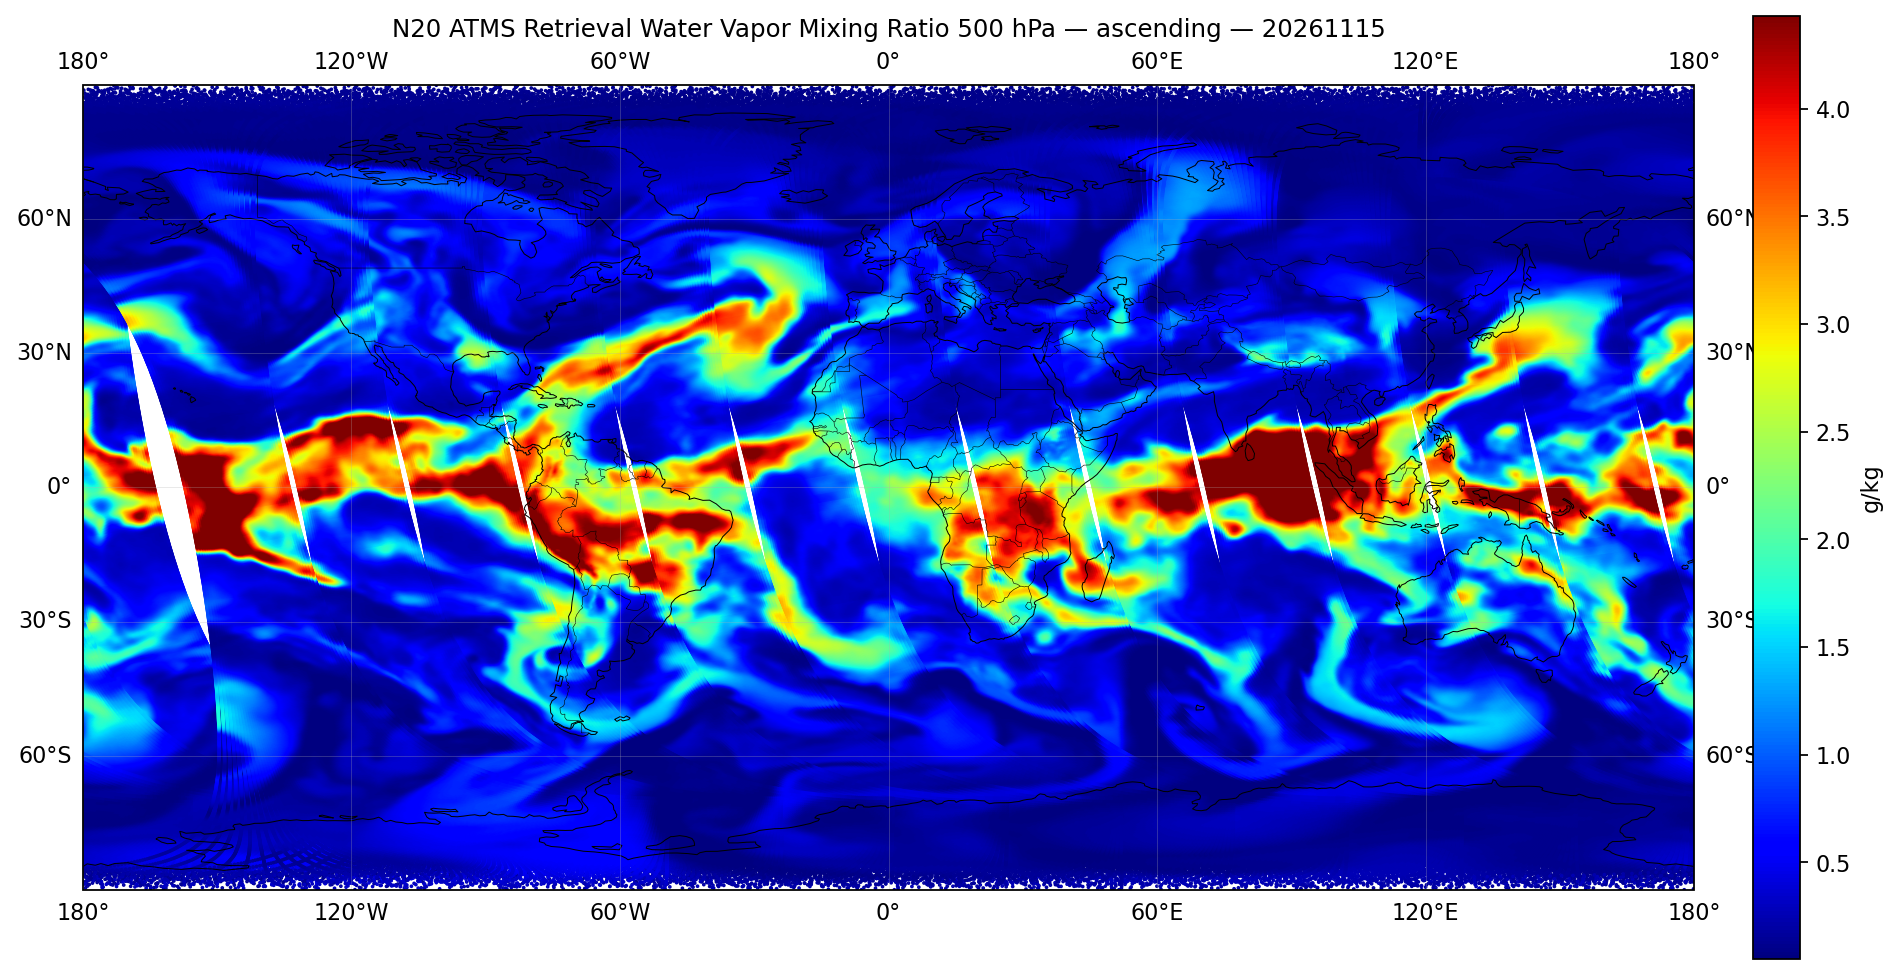 N20 ATMS Retrieval Water Vapor Mixing Ratio 500 hPa — ascending — 20261115
180° 120°W 60°W 0° 60°E 120°E 180°
60°N 60°N
30°N 30°N
0° 0°
30°S 30°S
60°S 60°S
180° 120°W 60°W 0° 60°E 120°E 180°
4.0
3.5
3.0
2.5
2.0
1.5
1.0
0.5
g/kg